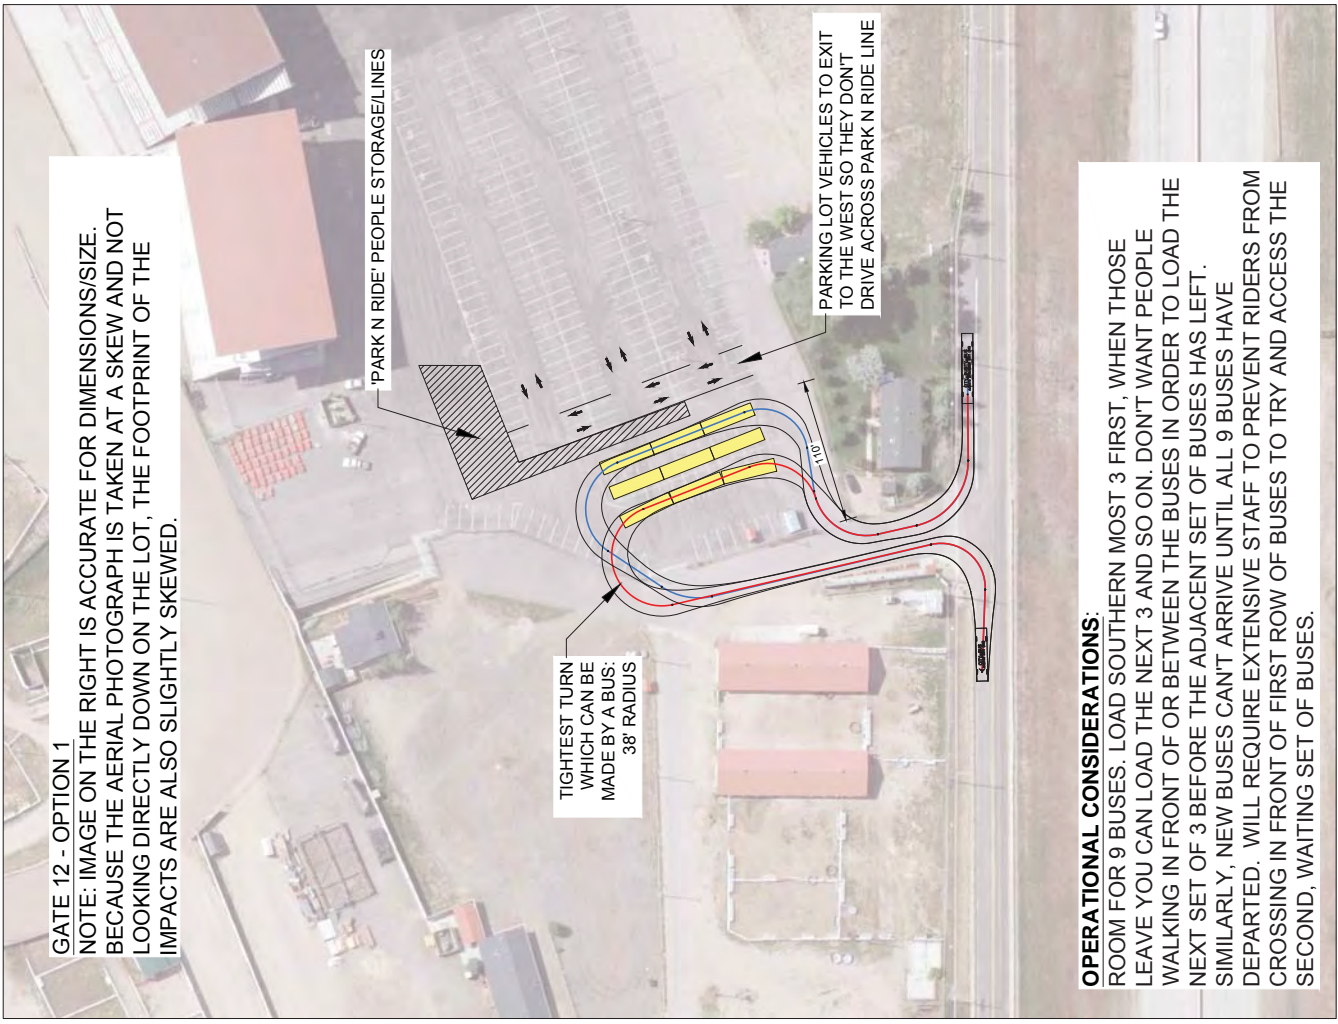 GATE 12 - OPTION 1
NOTE: IMAGE ON THE RIGHT IS ACCURATE FOR DIMENSIONS/SIZE.
BECAUSE THE AERIAL PHOTOGRAPH IS TAKEN AT A SKEW AND NOT
LOOKING DIRECTLY DOWN ON THE LOT, THE FOOTPRINT OF THE
IMPACTS ARE ALSO SLIGHTLY SKEWED.
'PARK N RIDE' PEOPLE STORAGE/LINES
TIGHTEST TURN
WHICH CAN BE
MADE BY A BUS:
38' RADIUS
PARKING LOT VEHICLES TO EXIT
TO THE WEST SO THEY DON'T
DRIVE ACROSS PARK N RIDE LINE
110'
OPERATIONAL CONSIDERATIONS:
ROOM FOR 9 BUSES. LOAD SOUTHERN MOST 3 FIRST, WHEN THOSE
LEAVE YOU CAN LOAD THE NEXT 3 AND SO ON. DON'T WANT PEOPLE
WALKING IN FRONT OF OR BETWEEN THE BUSES IN ORDER TO LOAD THE
NEXT SET OF 3 BEFORE THE ADJACENT SET OF BUSES HAS LEFT.
SIMILARLY, NEW BUSES CAN'T ARRIVE UNTIL ALL 9 BUSES HAVE
DEPARTED. WILL REQUIRE EXTENSIVE STAFF TO PREVENT RIDERS FROM
CROSSING IN FRONT OF FIRST ROW OF BUSES TO TRY AND ACCESS THE
SECOND, WAITING SET OF BUSES.